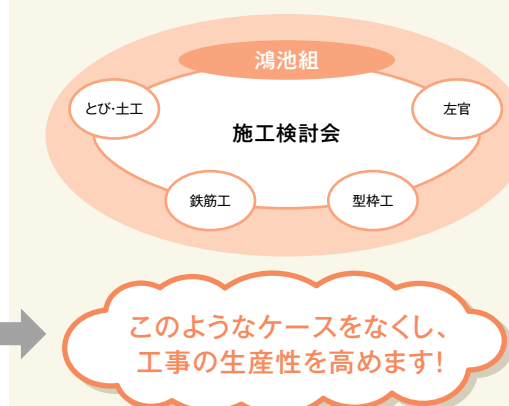 鴻池組
とび・土工
左官
施工検討会
鉄筋工
型枠工
このようなケースをなくし、
工事の生産性を高めます!